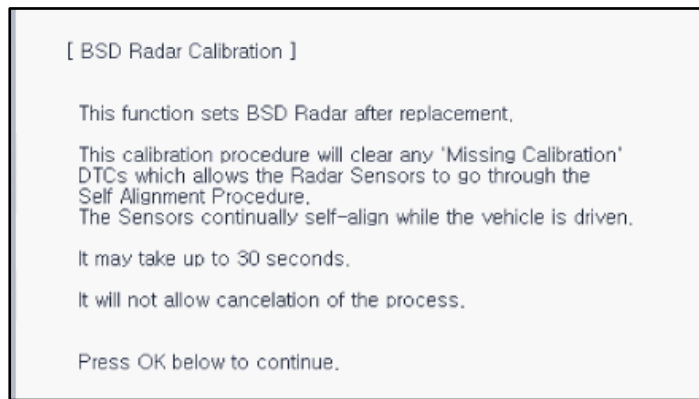 [ BSD Radar Calibration ]
This function sets BSD Radar after replacement.
This calibration procedure will clear any 'Missing Calibration'
DTCs which allows the Radar Sensors to go through the
Self Alignment Procedure.
The Sensors continually self-align while the vehicle is driven.
It may take up to 30 seconds.
It will not allow cancelation of the process.
Press OK below to continue.